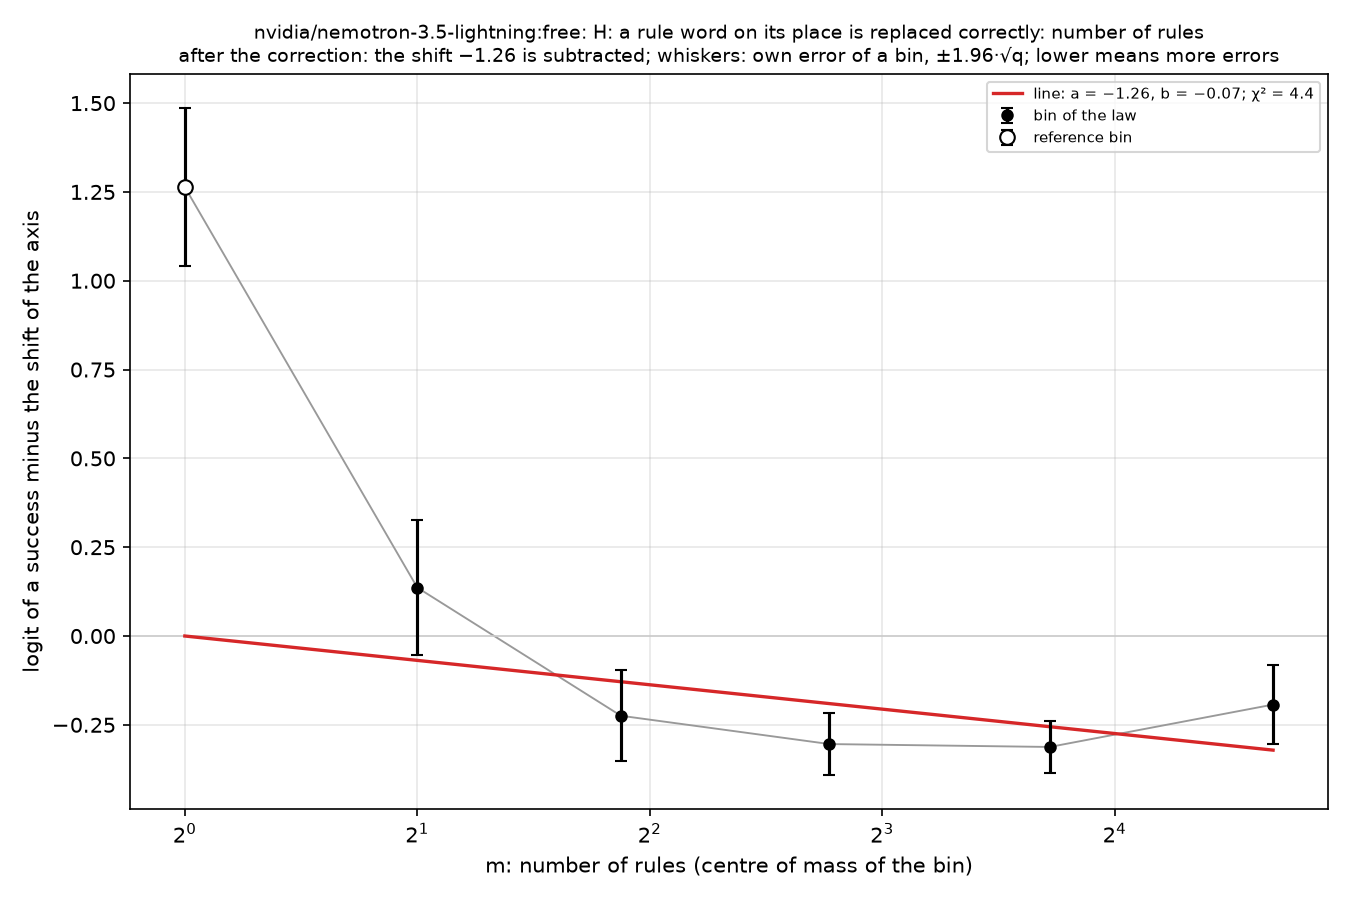 nvidia/nemotron-3.5-lightning:free: H: a rule word on its place is replaced correctly: number of rules
after the correction: the shift −1.26 is subtracted; whiskers: own error of a bin, ±1.96·√q; lower means more errors
line: a = −1.26, b = −0.07; χ² = 4.4
bin of the law
reference bin
logit of a success minus the shift of the axis
1.50
1.25
1.00
0.75
0.50
0.25
0.00
−0.25
2⁰
2¹
2²
2³
2⁴
m: number of rules (centre of mass of the bin)